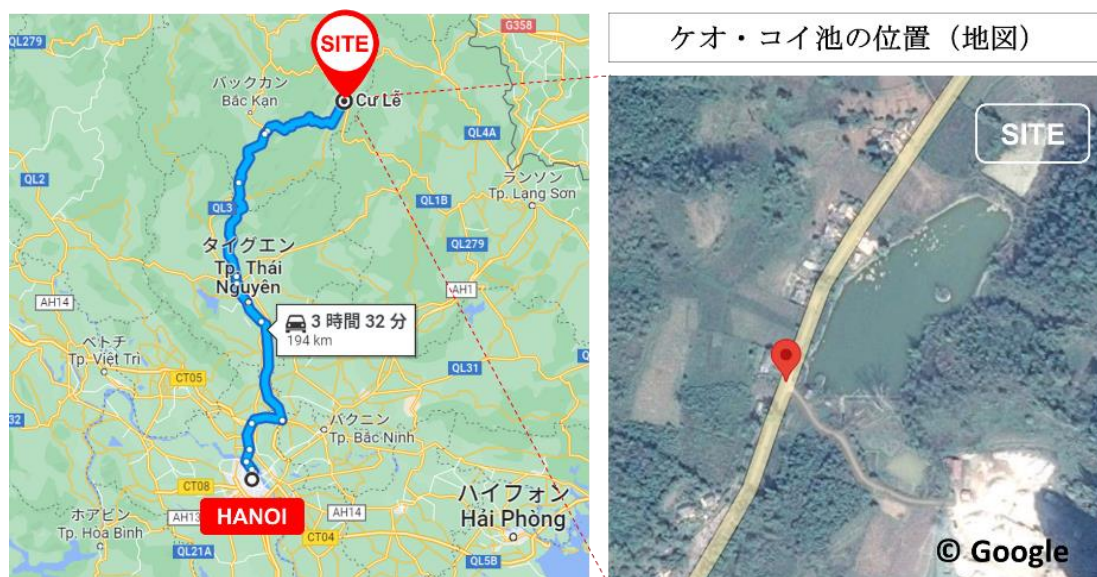 ケオ・コイ池の位置（地図）
SITE
G358
QL279
バックカン
Bắc Kạn
Cư Lễ
QL4A
QL2
QL3
ランソン
Tp. Lạng Sơn
QL1B
QL279
タイグエン
Tp. Thái
Nguyên
AH14
AH1
3 時間 32 分
194 km
ベトチ
Tp. Việt Trì
CT05
QL31
32
バクニン
Tp. Bắc Ninh
CT08
HANOI
AH13
AH14
ハイフォン
Hải Phòng
ホアビン
Tp. Hòa Bình
CT04
QL21A
QL5B
SITE
© Google